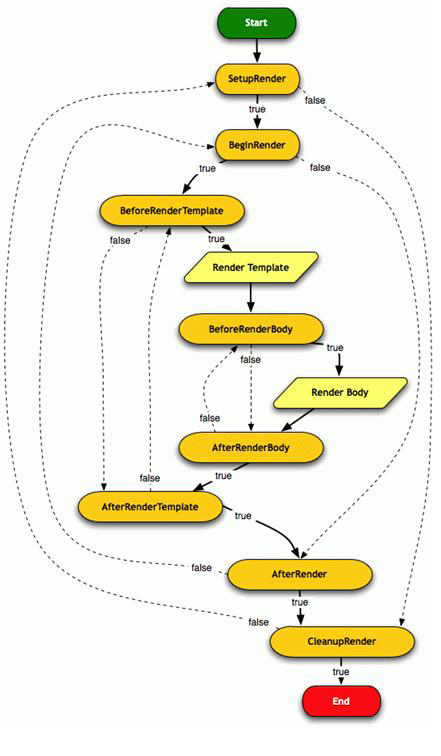 Start
SetupRender
false
true
BeginRender
true
false
BeforeRenderTemplate
false
true
Render Template
BeforeRenderBody
true
false
Render Body
false
AfterRenderBody
true
false
AfterRenderTemplate
true
false
AfterRender
true
false
CleanupRender
true
End